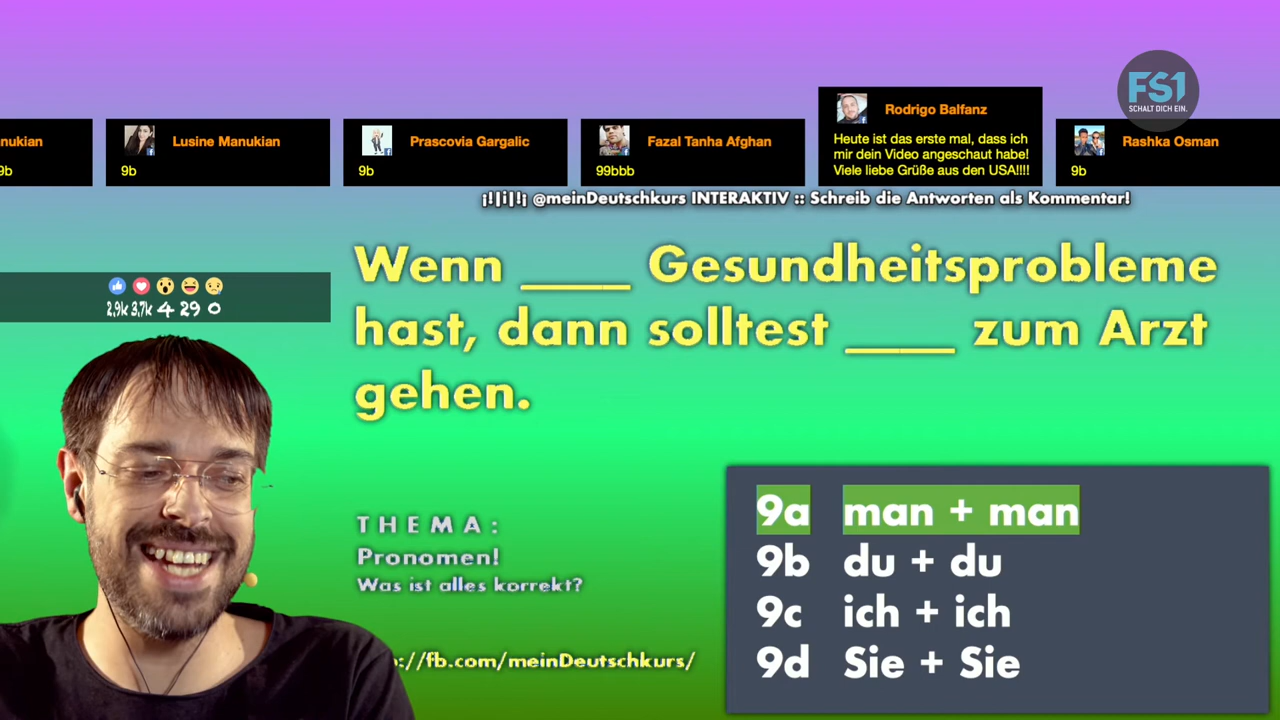 FS1
SCHALT DICH EIN.
nukian
9b
Lusine Manukian
9b
Prascovia Gargalic
9b
Fazal Tanha Afghan
99bbb
Rodrigo Balfanz
Heute ist das erste mal, dass ich
mir dein Video angeschaut habe!
Viele liebe Grüße aus den USA!!!!
Rashka Osman
9b
¡!|i|!¡ @meinDeutschkurs INTERAKTIV :: Schreib die Antworten als Kommentar!
2,9k 3,7k 4 29 0
Wenn ____ Gesundheitsprobleme
hast, dann solltest ____ zum Arzt
gehen.
THEMA:
Pronomen!
Was ist alles korrekt?
://fb.com/meinDeutschkurs/
9a man + man
9b du + du
9c ich + ich
9d Sie + Sie